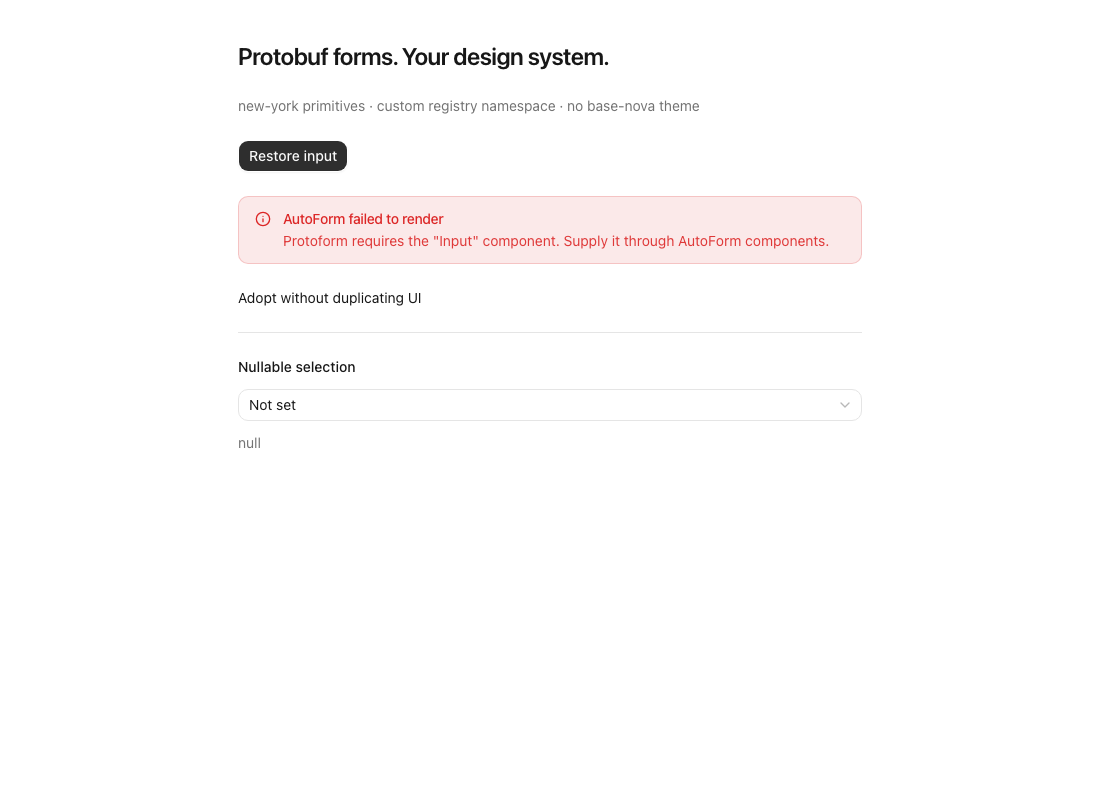 Protobuf forms. Your design system.
new-york primitives · custom registry namespace · no base-nova theme
Restore input
AutoForm failed to render
Protoform requires the "Input" component. Supply it through AutoForm components.
Adopt without duplicating UI
Nullable selection
Not set
null